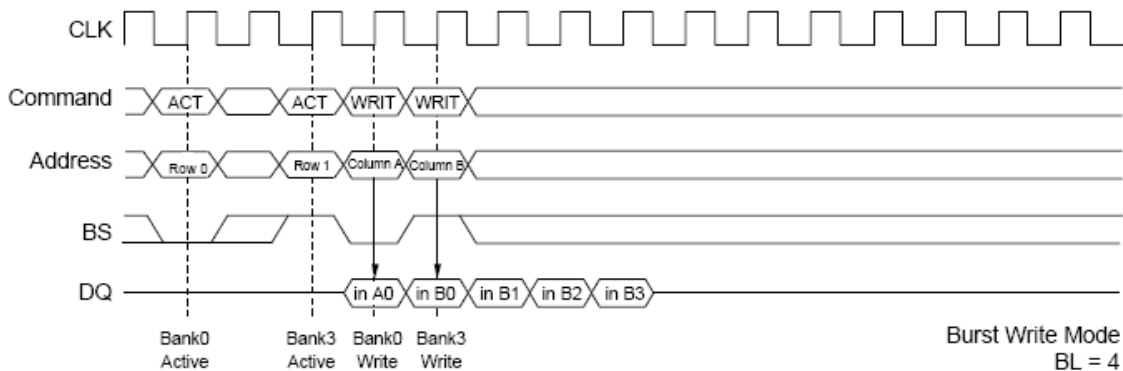 CLK
Command ACT ACT WRIT WRIT
Address Row 0 Row 1 Column A Column B
BS
DQ in A0 in B0 in B1 in B2 in B3
Bank0 Bank3 Bank0 Bank3
Active Active Write Write
Burst Write Mode
BL = 4